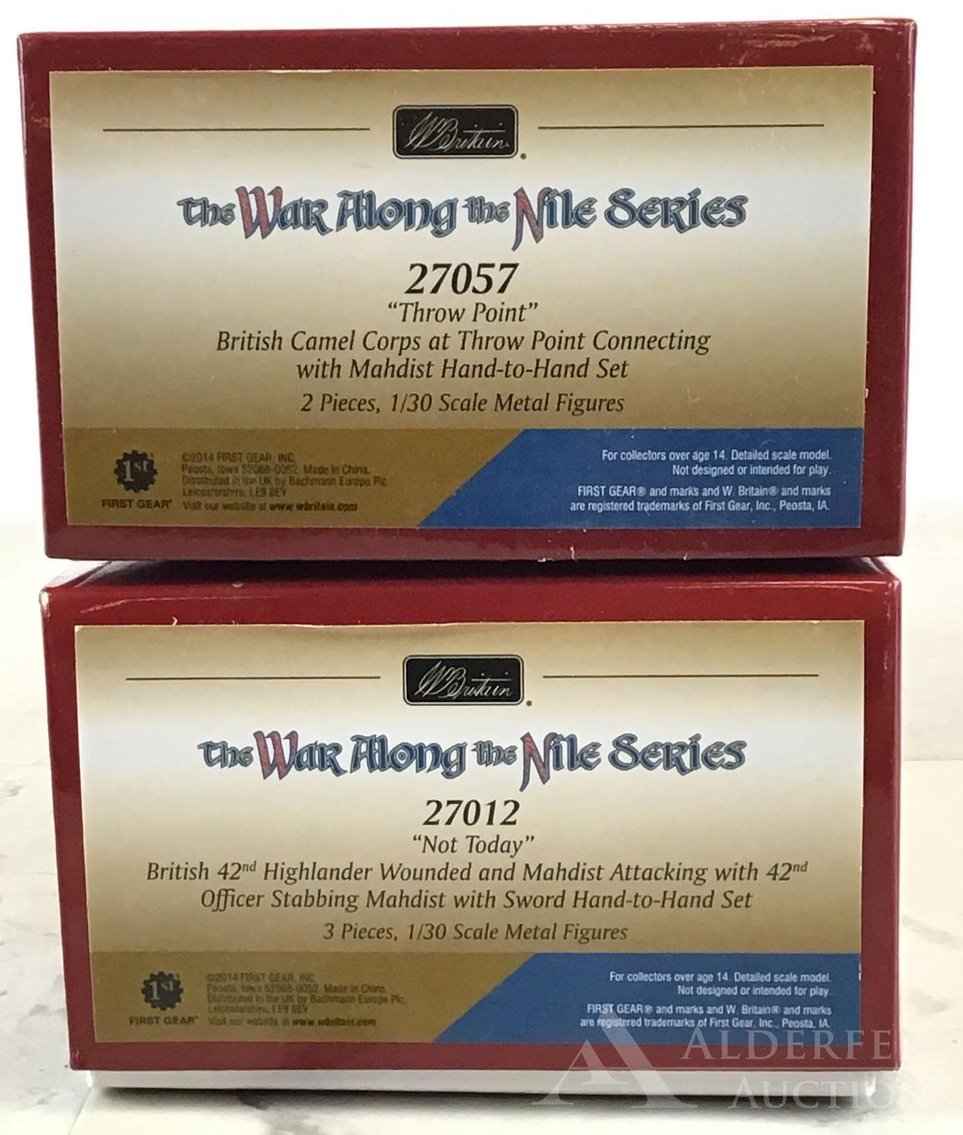 W Britain
The War Along the Nile Series
27057
“Throw Point”
British Camel Corps at Throw Point Connecting
with Mahdist Hand-to-Hand Set
2 Pieces, 1/30 Scale Metal Figures
1st
FIRST GEAR®
©2014 FIRST GEAR, INC.
Peosta, Iowa 52068-0052. Made in China.
Distributed in the UK by Bachmann Europe Plc.
Leicestershire, LE9 8EY
Visit our website at www.wbritain.com
For collectors over age 14. Detailed scale model.
Not designed or intended for play.
FIRST GEAR® and marks and W. Britain® and marks
are registered trademarks of First Gear, Inc., Peosta, IA.
W Britain
The War Along the Nile Series
27012
“Not Today”
British 42nd Highlander Wounded and Mahdist Attacking with 42nd
Officer Stabbing Mahdist with Sword Hand-to-Hand Set
3 Pieces, 1/30 Scale Metal Figures
1st
FIRST GEAR®
©2014 FIRST GEAR, INC.
Peosta, Iowa 52068-0052. Made in China.
Distributed in the UK by Bachmann Europe Plc.
Leicestershire, LE9 8EY
Visit our website at www.wbritain.com
For collectors over age 14. Detailed scale model.
Not designed or intended for play.
FIRST GEAR® and marks and W. Britain® and marks
are registered trademarks of First Gear, Inc., Peosta, IA.
ALDERFE
AUCTIO